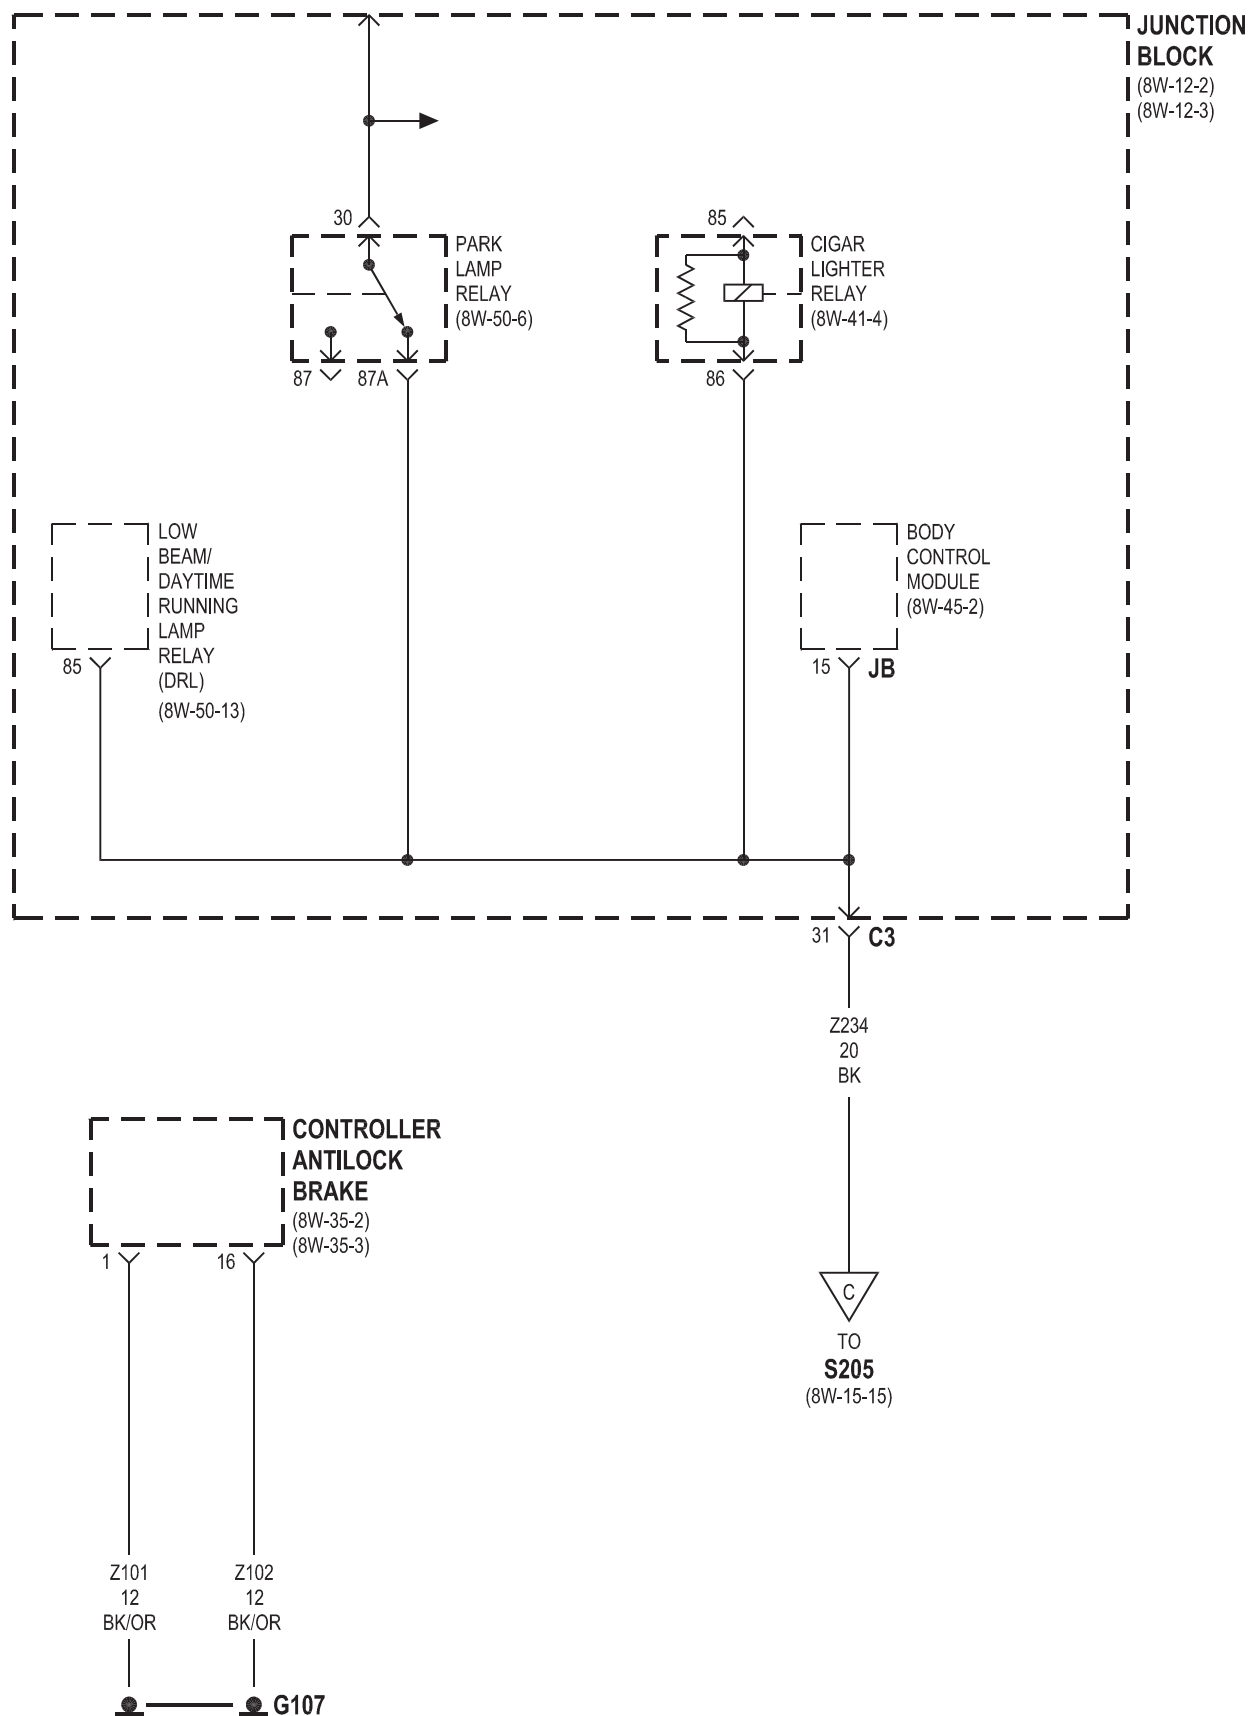 JUNCTION
BLOCK
(8W-12-2)
(8W-12-3)
30
PARK
LAMP
RELAY
(8W-50-6)
87
87A
85
CIGAR
LIGHTER
RELAY
(8W-41-4)
86
LOW
BEAM/
DAYTIME
RUNNING
LAMP
RELAY
(DRL)
(8W-50-13)
85
BODY
CONTROL
MODULE
(8W-45-2)
15
JB
31
C3
Z234
20
BK
C
TO
S205
(8W-15-15)
CONTROLLER
ANTILOCK
BRAKE
(8W-35-2)
(8W-35-3)
1
16
Z101
12
BK/OR
Z102
12
BK/OR
G107